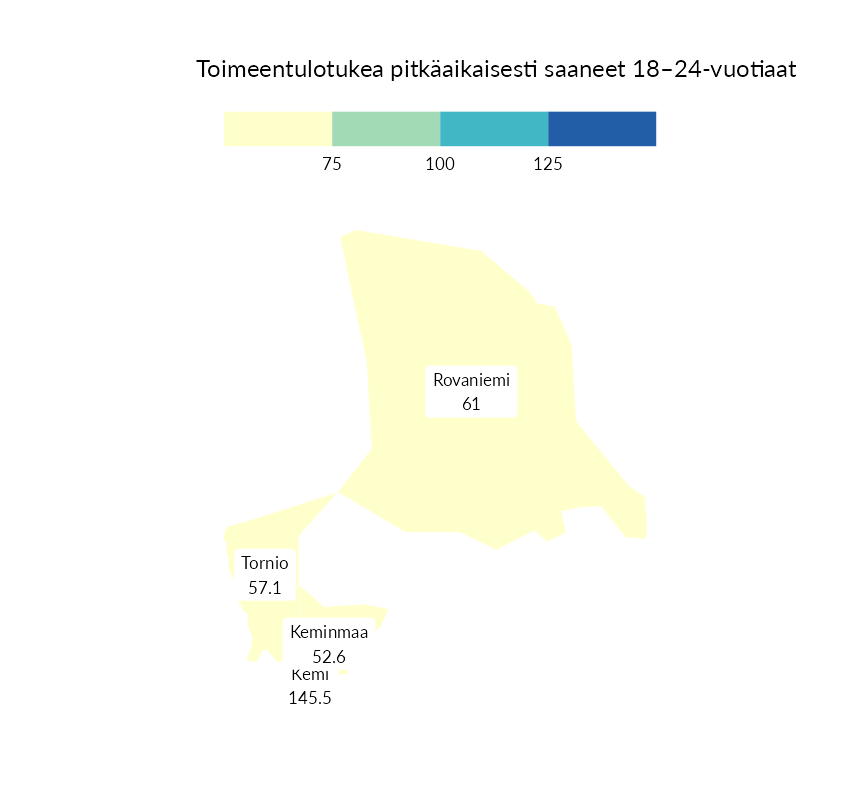 Toimeentulotukea pitkäaikaisesti saaneet 18–24-vuotiaat
75
100
125
Rovaniemi
61
Tornio
57.1
Keminmaa
52.6
Kemi
145.5